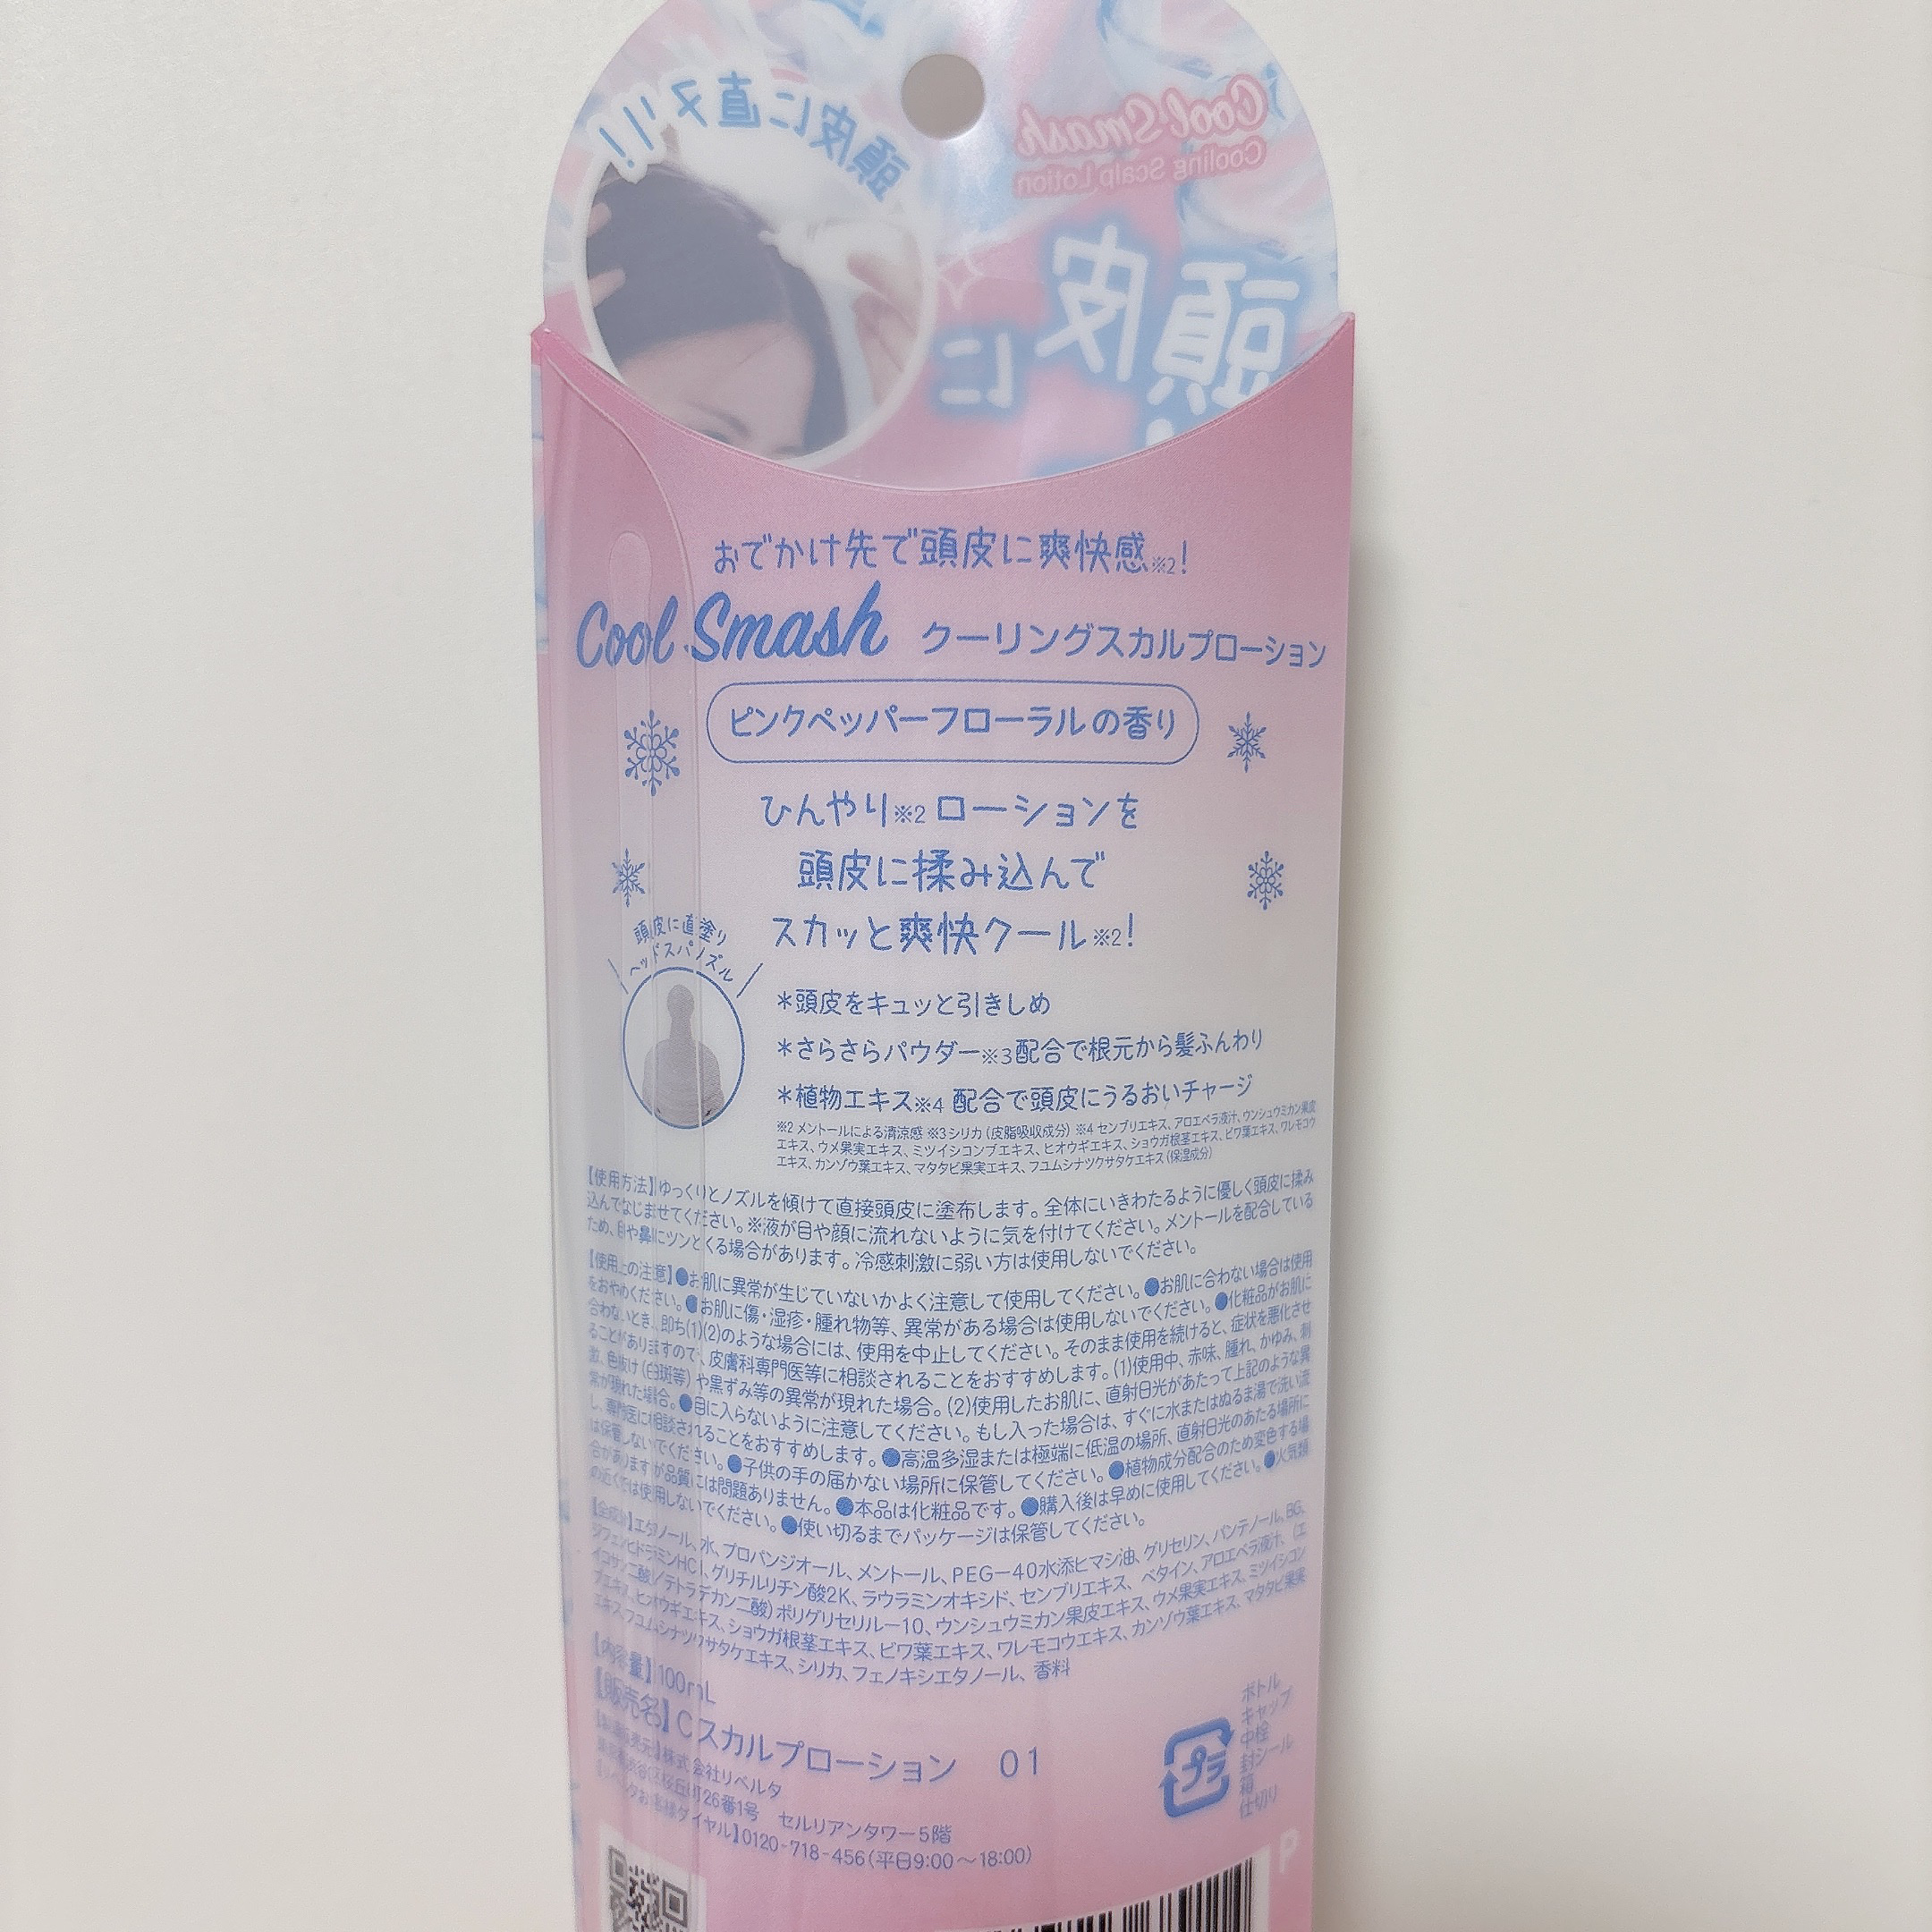 頭皮に直ヌリ!!
Cool Smash
Cooling Scalp Lotion
頭皮
に
おでかけ先で頭皮に爽快感※2!
Cool Smash クーリングスカルプローション
ピンクペッパーフローラルの香り
ひんやり※2 ローションを
頭皮に揉み込んで
スカッと爽快クール※2!
頭皮に直塗り
ヘッドスパノズル
*頭皮をキュッと引きしめ
*さらさらパウダー※3配合で根元から髪ふんわり
*植物エキス※4 配合で頭皮にうるおいチャージ
※2 メントールによる清涼感 ※3シリカ(皮脂吸収成分) ※4 センブリエキス、アロエベラ液汁、ウンシュウミカン果皮
エキス、ウメ果実エキス、ミツイシコンブエキス、ヒオウギエキス、ショウガ根茎エキス、ビワ葉エキス、ワレモコウ
エキス、カンゾウ葉エキス、マタタビ果実エキス、フユムシナツクサタケエキス(保湿成分)
【使用方法】ゆっくりとノズルを傾けて直接頭皮に塗布します。全体にいきわたるように優しく頭皮に揉み
込んでなじませてください。※液が目や顔に流れないように気を付けてください。メントールを配合している
ため、目や鼻にツンとくる場合があります。冷感刺激に弱い方は使用しないでください。
【使用上の注意】●お肌に異常が生じていないかよく注意して使用してください。●お肌に合わない場合は使用
をおやめください。●お肌に傷・湿疹・腫れ物等、異常がある場合は使用しないでください。●化粧品がお肌に
合わないとき、即ち(1)(2)のような場合には、使用を中止してください。そのまま使用を続けると、症状を悪化させ
ることがありますので、皮膚科専門医等に相談されることをおすすめします。(1)使用中、赤味、腫れ、かゆみ、刺
激、色抜け(白斑等)や黒ずみ等の異常が現れた場合。(2)使用したお肌に、直射日光があたって上記のような異
常が現れた場合。●目に入らないように注意してください。もし入った場合は、すぐに水またはぬるま湯で洗い流
し、専門医に相談されることをおすすめします。●高温多湿または極端に低温の場所、直射日光のあたる場所に
は保管しないでください。●子供の手の届かない場所に保管してください。●植物成分配合のため変色する場
合がありますが品質には問題ありません。●本品は化粧品です。●購入後は早めに使用してください。●火気類
の近くでは使用しないでください。●使い切るまでパッケージは保管してください。
【全成分】エタノール、水、プロパンジオール、メントール、PEG-40水添ヒマシ油、グリセリン、パンテノール、BG、
ジフェンヒドラミンHCl、グリチルリチン酸2K、ラウラミンオキシド、センブリエキス、ベタイン、アロエベラ液汁、(エ
イコサン二酸/テトラデカン二酸)ポリグリセリル-10、ウンシュウミカン果皮エキス、ウメ果実エキス、ミツイシコン
ブエキス、ヒオウギエキス、ショウガ根茎エキス、ビワ葉エキス、ワレモコウエキス、カンゾウ葉エキス、マタタビ果実
エキス、フユムシナツクサタケエキス、シリカ、フェノキシエタノール、香料
【内容量】100mL
【販売名】Cスカルプローション 01
【製造販売元】株式会社リベルタ
東京都渋谷区桜丘町26番1号 セルリアンタワー5階
【リベルタお客様ダイヤル】0120-718-456(平日9:00〜18:00)
プラ
ボトル
キャップ
中栓
封シール
箱
仕切り
P